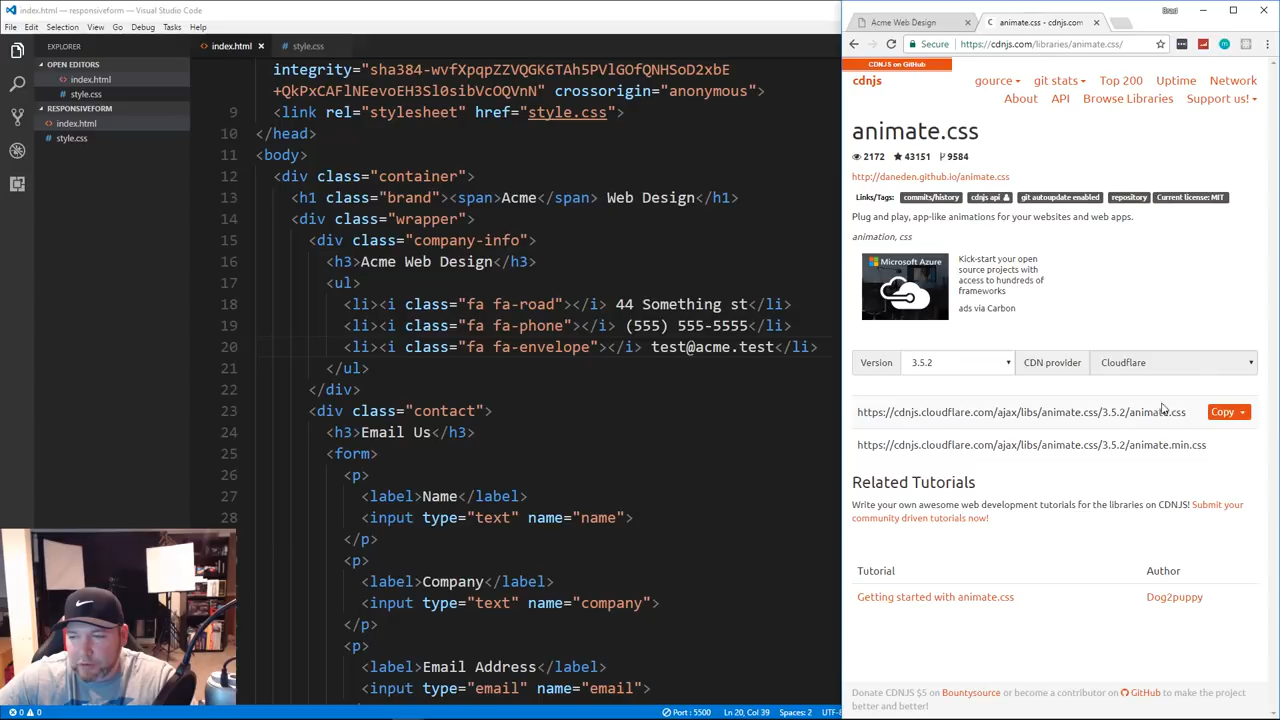 index.html - responsiveform - Visual Studio Code
File Edit Selection View Go Debug Tasks Help
EXPLORER
OPEN EDITORS
<> index.html
# style.css
RESPONSIVEFORM
<> index.html
# style.css
<> index.html ×
# style.css
integrity="sha384-wvfXpqpZZVQGK6TAh5PVlGOfQNHSoD2xbE
+QkPxCAFlNEevoEH3Sl0sibVcOQVnN" crossorigin="anonymous">
9 <link rel="stylesheet" href="style.css">
10 </head>
11 <body>
12 <div class="container">
13 <h1 class="brand"><span>Acme</span> Web Design</h1>
14 <div class="wrapper">
15 <div class="company-info">
16 <h3>Acme Web Design</h3>
17 <ul>
18 <li><i class="fa fa-road"></i> 44 Something st</li>
19 <li><i class="fa fa-phone"></i> (555) 555-5555</li>
20 <li><i class="fa fa-envelope"></i> test@acme.test</li>
21 </ul>
22 </div>
23 <div class="contact">
24 <h3>Email Us</h3>
25 <form>
26 <p>
27 <label>Name</label>
28 <input type="text" name="name">
</p>
<p>
<label>Company</label>
<input type="text" name="company">
</p>
<p>
<label>Email Address</label>
<input type="email" name="email">
0 0
Port : 5500 Ln 20, Col 39 Spaces: 2 UTF-8
Brad
Acme Web Design ×
animate.css - cdnjs.com ×
Secure https://cdnjs.com/libraries/animate.css/
CDNJS on GitHub
cdnjs
gource git stats Top 200 Uptime Network
About API Browse Libraries Support us!
animate.css
2172 43151 9584
http://daneden.github.io/animate.css
Links/Tags: commits/history cdnjs api git autoupdate enabled repository Current license: MIT
Plug and play, app-like animations for your websites and web apps.
animation, css
Microsoft Azure
Kick-start your open
source projects with
access to hundreds of
frameworks
ads via Carbon
Version 3.5.2 CDN provider Cloudflare
https://cdnjs.cloudflare.com/ajax/libs/animate.css/3.5.2/animate.css Copy
https://cdnjs.cloudflare.com/ajax/libs/animate.css/3.5.2/animate.min.css
Related Tutorials
Write your own awesome web development tutorials for the libraries on CDNJS! Submit your
community driven tutorials now!
Tutorial Author
Getting started with animate.css Dog2puppy
Donate CDNJS $5 on Bountysource or become a contributor on GitHub to make the project
better and better!